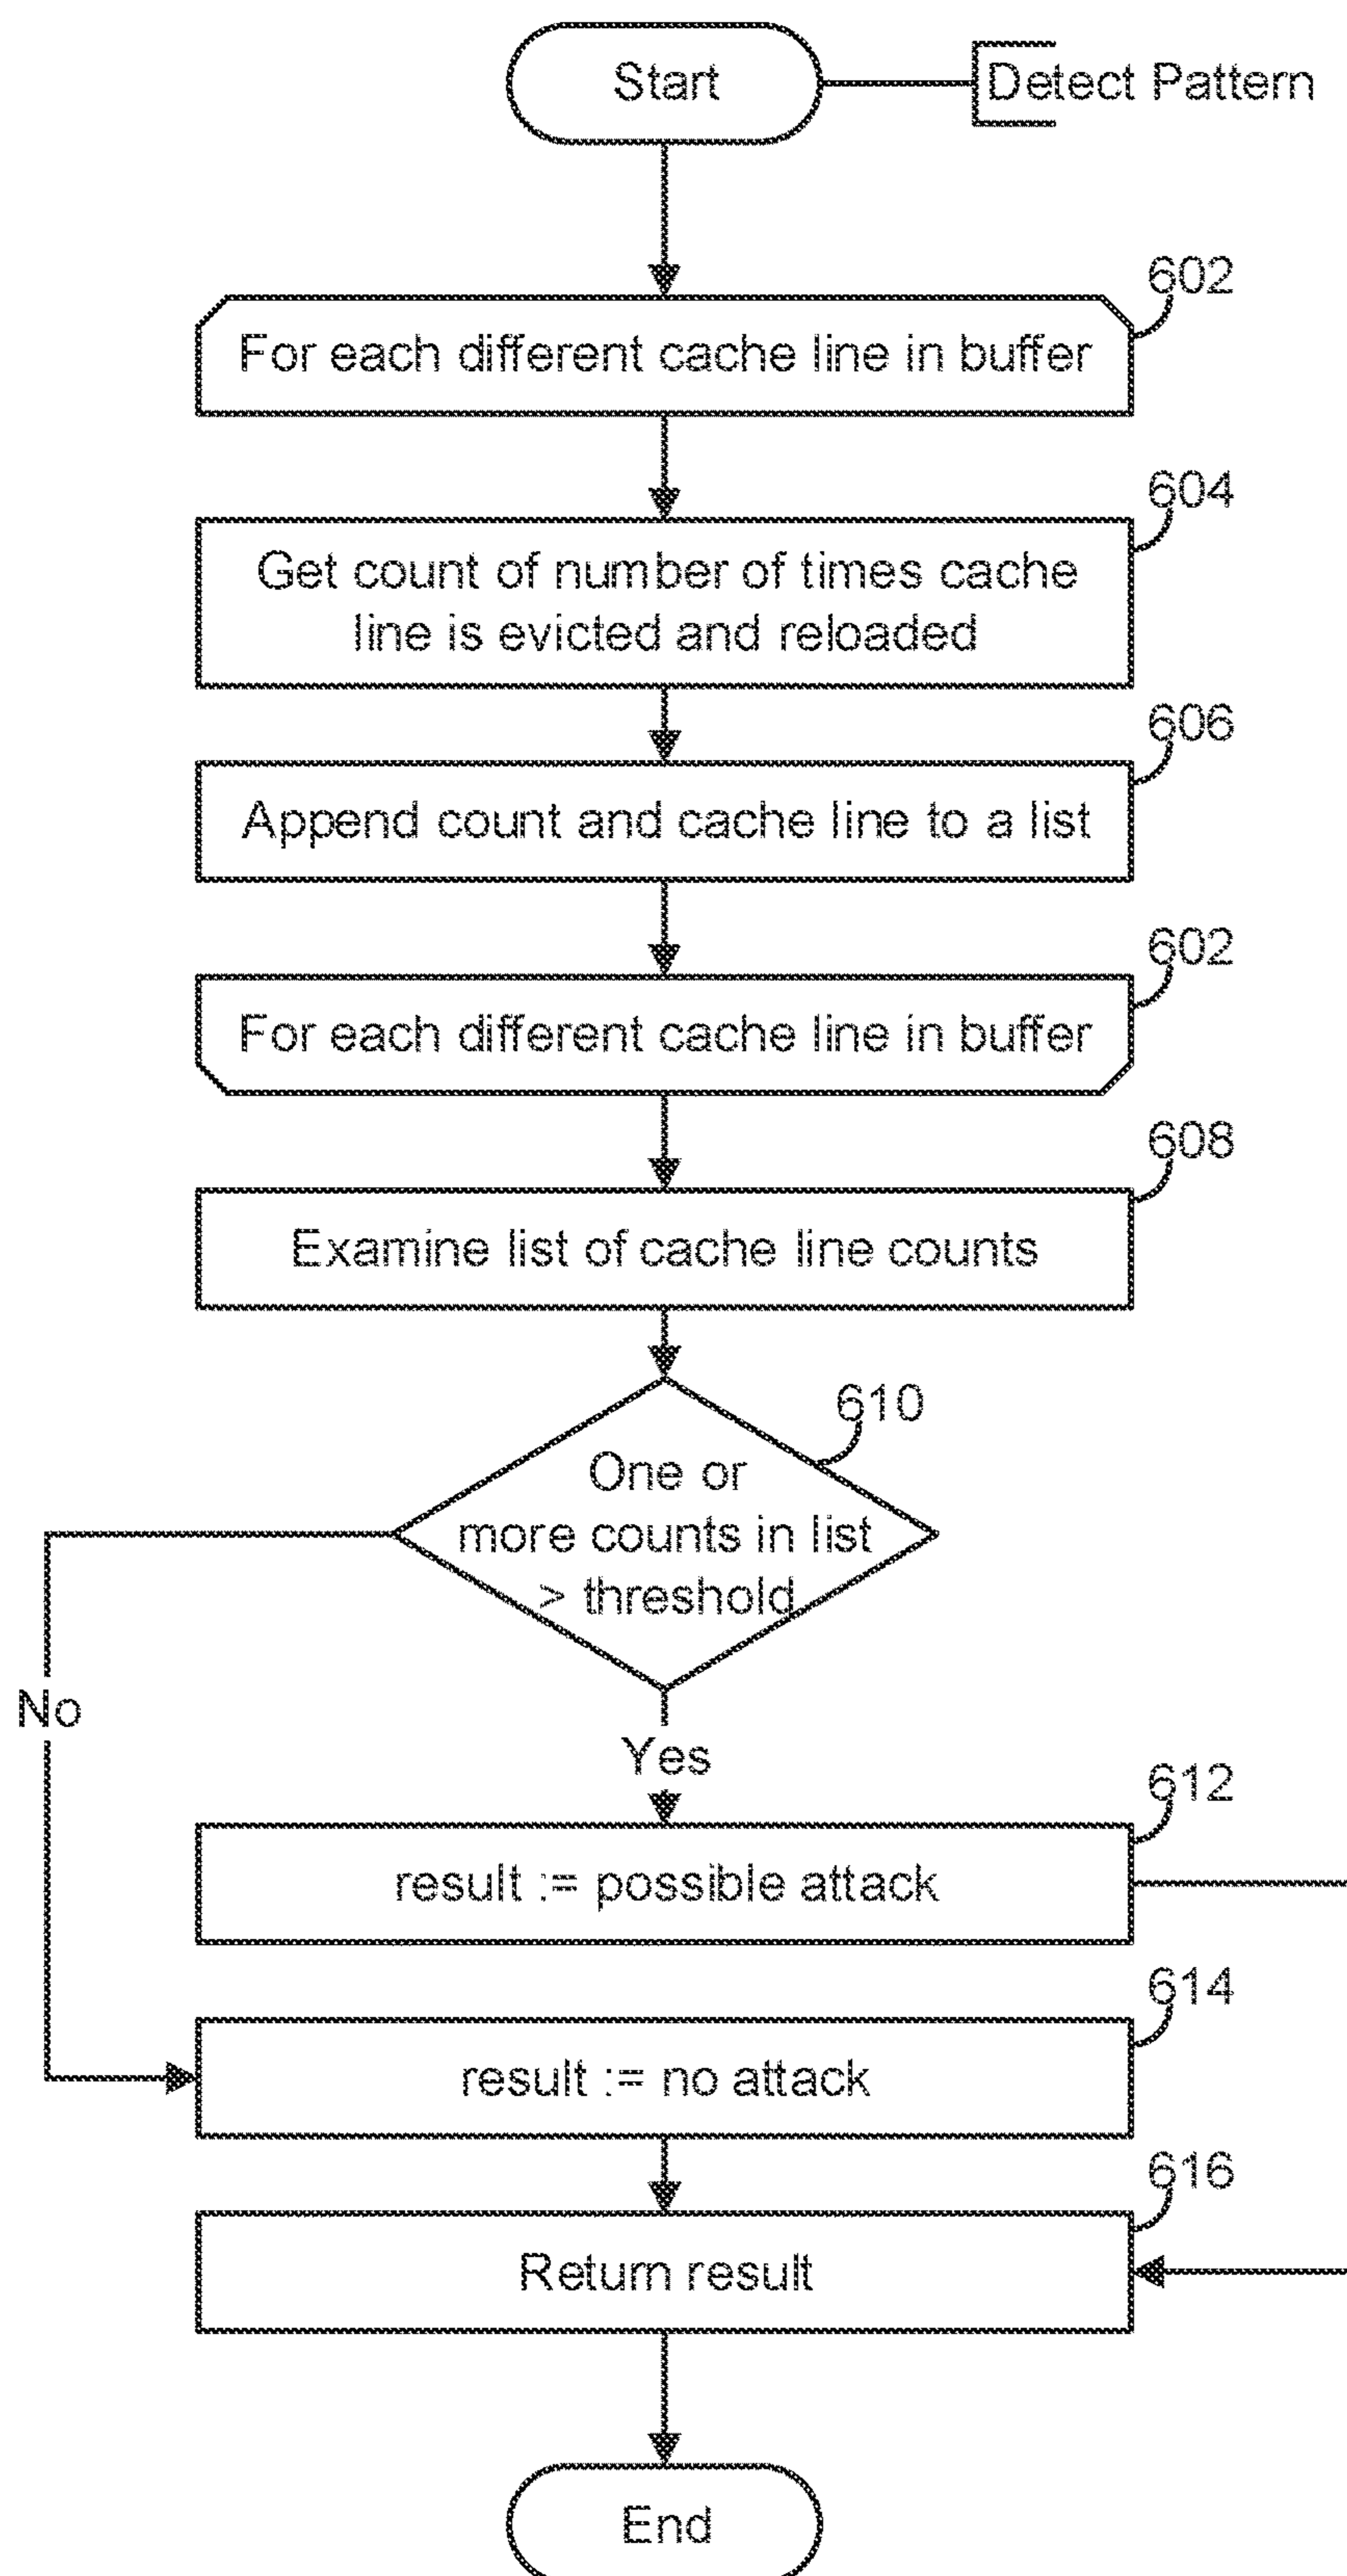 Start
Detect Pattern
602
For each different cache line in buffer
604
Get count of number of times cache
line is evicted and reloaded
606
Append count and cache line to a list
602
For each different cache line in buffer
608
Examine list of cache line counts
610
One or
more counts in list
> threshold
No
Yes
612
result := possible attack
614
result := no attack
616
Return result
End